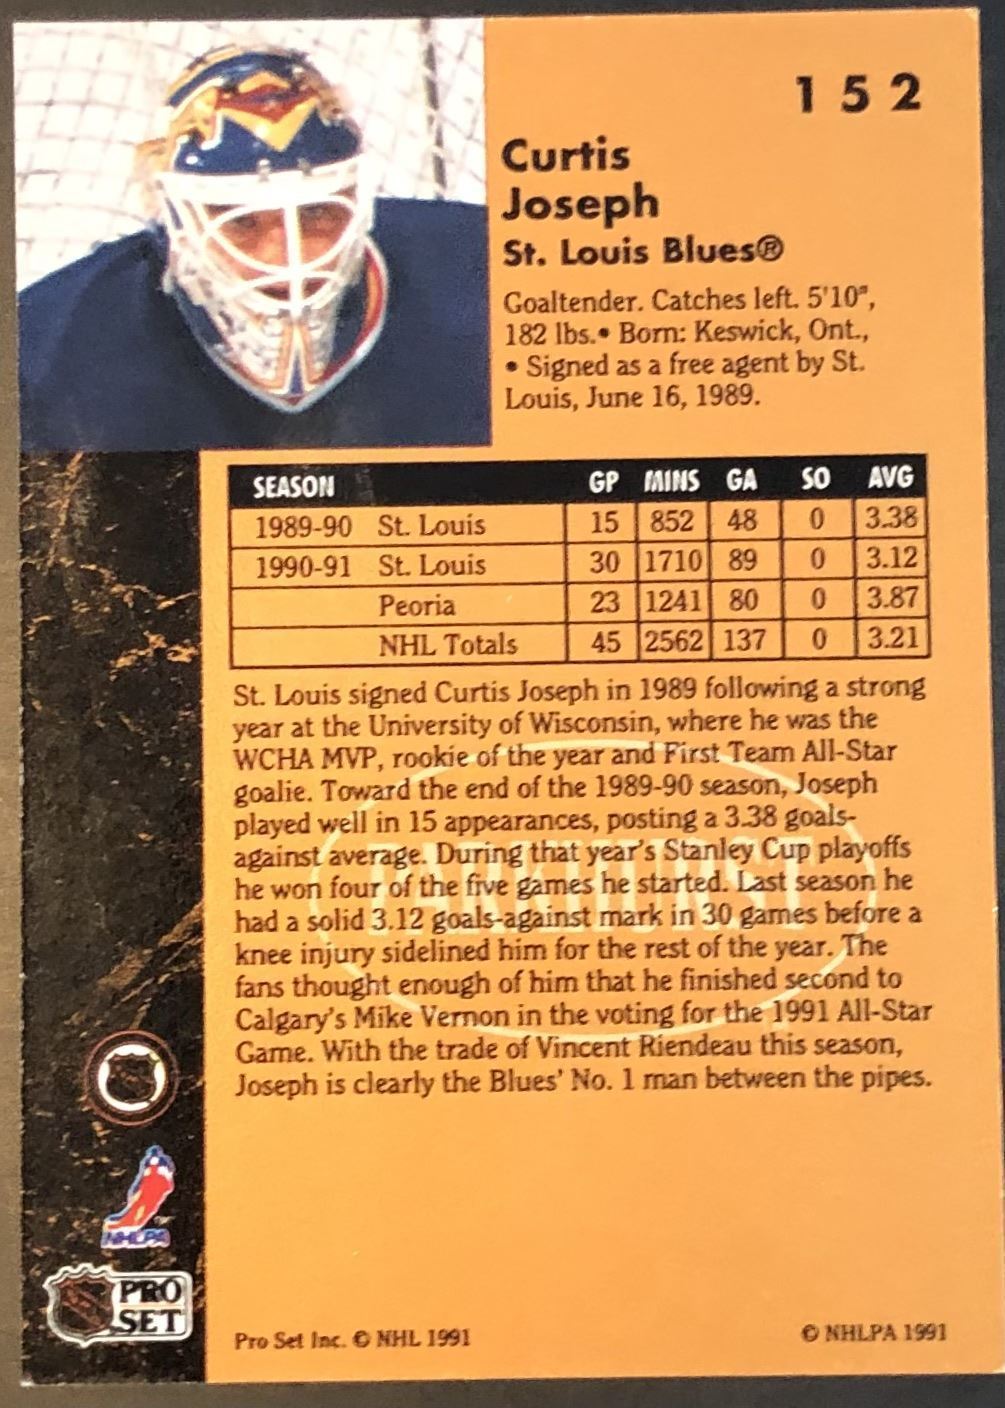 152
Curtis
Joseph
St. Louis Blues®
Goaltender. Catches left. 5'10",
182 lbs.• Born: Keswick, Ont.,
• Signed as a free agent by St.
Louis, June 16, 1989.
SEASON GP MINS GA SO AVG
1989-90 St. Louis 15 852 48 0 3.38
1990-91 St. Louis 30 1710 89 0 3.12
Peoria 23 1241 80 0 3.87
NHL Totals 45 2562 137 0 3.21
St. Louis signed Curtis Joseph in 1989 following a strong
year at the University of Wisconsin, where he was the
WCHA MVP, rookie of the year and First Team All-Star
goalie. Toward the end of the 1989-90 season, Joseph
played well in 15 appearances, posting a 3.38 goals-
against average. During that year's Stanley Cup playoffs
he won four of the five games he started. Last season he
had a solid 3.12 goals-against mark in 30 games before a
knee injury sidelined him for the rest of the year. The
fans thought enough of him that he finished second to
Calgary's Mike Vernon in the voting for the 1991 All-Star
Game. With the trade of Vincent Riendeau this season,
Joseph is clearly the Blues' No. 1 man between the pipes.
PARKHURST
NHLPA
PRO
SET
Pro Set Inc. © NHL 1991
© NHLPA 1991